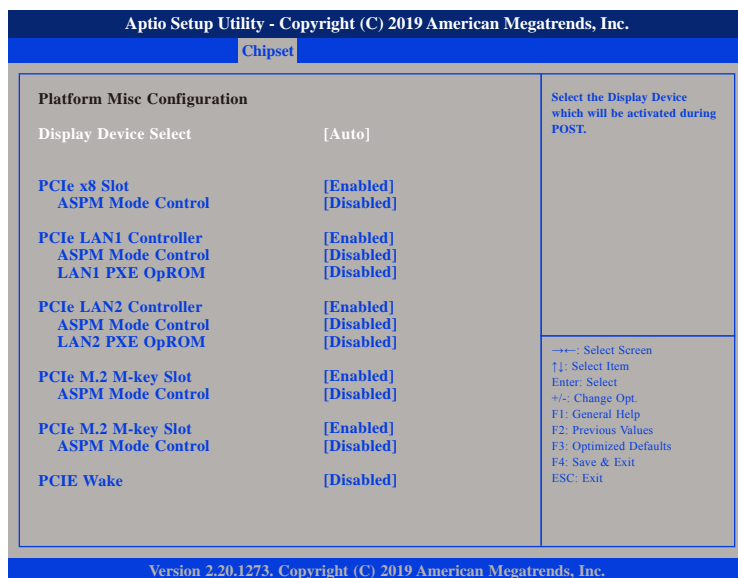 Aptio Setup Utility - Copyright (C) 2019 American Megatrends, Inc.
Chipset
Platform Misc Configuration
Display Device Select [Auto]
PCIe x8 Slot [Enabled]
ASPM Mode Control [Disabled]
PCIe LAN1 Controller [Enabled]
ASPM Mode Control [Disabled]
LAN1 PXE OpROM [Disabled]
PCIe LAN2 Controller [Enabled]
ASPM Mode Control [Disabled]
LAN2 PXE OpROM [Disabled]
PCIe M.2 M-key Slot [Enabled]
ASPM Mode Control [Disabled]
PCIe M.2 M-key Slot [Enabled]
ASPM Mode Control [Disabled]
PCIE Wake [Disabled]
Select the Display Device
which will be activated during
POST.
→←: Select Screen
↑↓: Select Item
Enter: Select
+/-: Change Opt.
F1: General Help
F2: Previous Values
F3: Optimized Defaults
F4: Save & Exit
ESC: Exit
Version 2.20.1273. Copyright (C) 2019 American Megatrends, Inc.